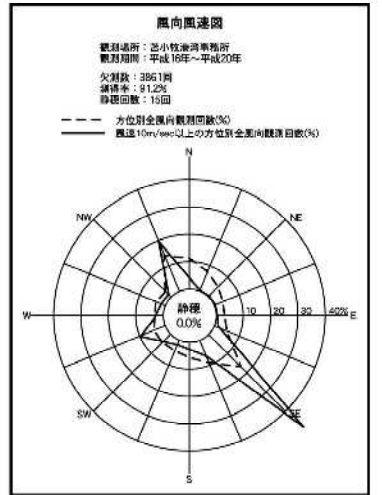 風向風速図
観測場所：苫小牧港湾事務所
観測期間：平成16年～平成20年
欠測数：3861回
測得率：91.2%
静穏回数：15回
方位別全風向観測回数(%)
風速10m/sec以上の方位別全風向観測回数(%)
N
NW
NE
W
静穏
0.0%
10
20
30
40%
E
SW
SE
S